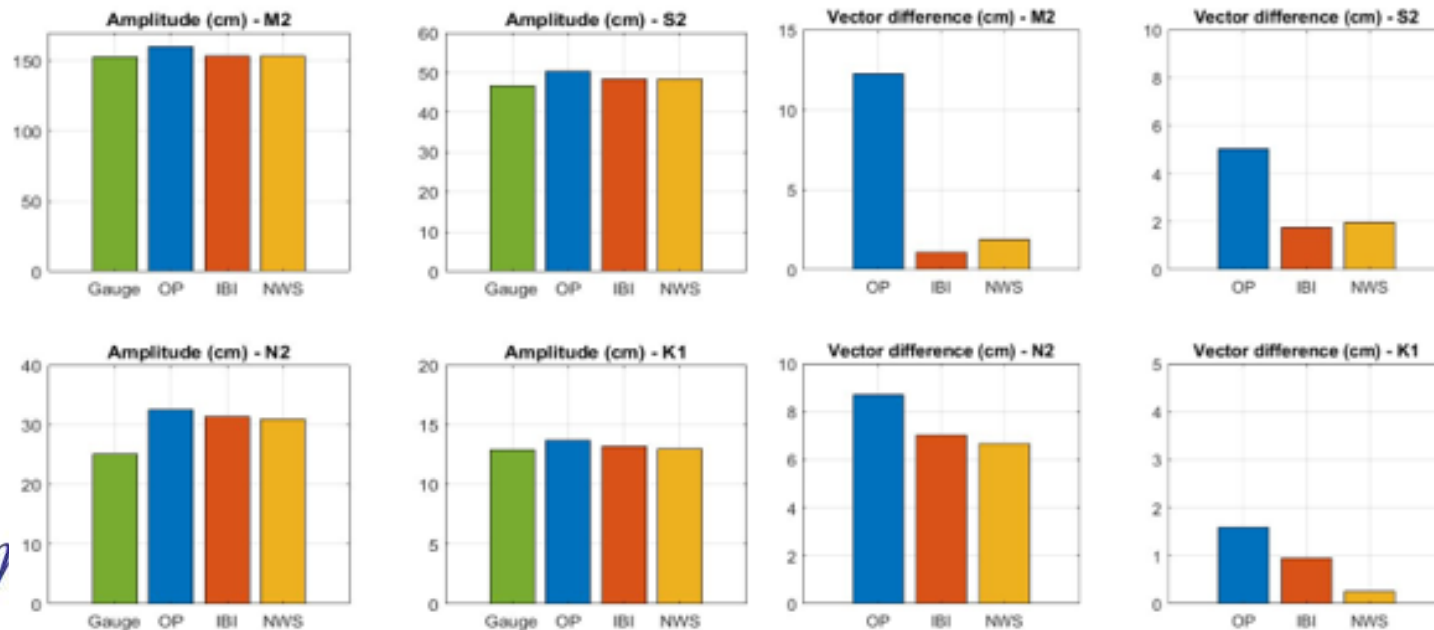 Amplitude (cm) - M2
150
100
50
0
Gauge OP IBI NWS
Amplitude (cm) - S2
60
50
40
30
20
10
0
Gauge OP IBI NWS
Vector difference (cm) - M2
15
10
5
0
OP IBI NWS
Vector difference (cm) - S2
10
8
6
4
2
0
OP IBI NWS
Amplitude (cm) - N2
40
30
20
10
0
Gauge OP IBI NWS
Amplitude (cm) - K1
20
15
10
5
0
Gauge OP IBI NWS
Vector difference (cm) - N2
10
8
6
4
2
0
OP IBI NWS
Vector difference (cm) - K1
5
4
3
2
1
0
OP IBI NWS